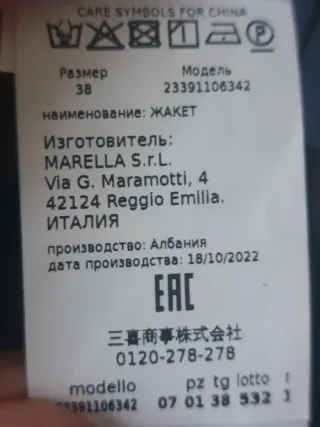 CARE SYMBOLS FOR CHINA
Размер Модель
38 23391106342
наименование: ЖАКЕТ
Изготовитель:
MARELLA S.r.L.
Via G. Maramotti, 4
42124 Reggio Emilia.
ИТАЛИЯ
производство: Албания
дата производства: 18/10/2022
EAC
三喜商事株式会社
0120-278-278
modello pz tg lotto
23391106342 07 01 38 532